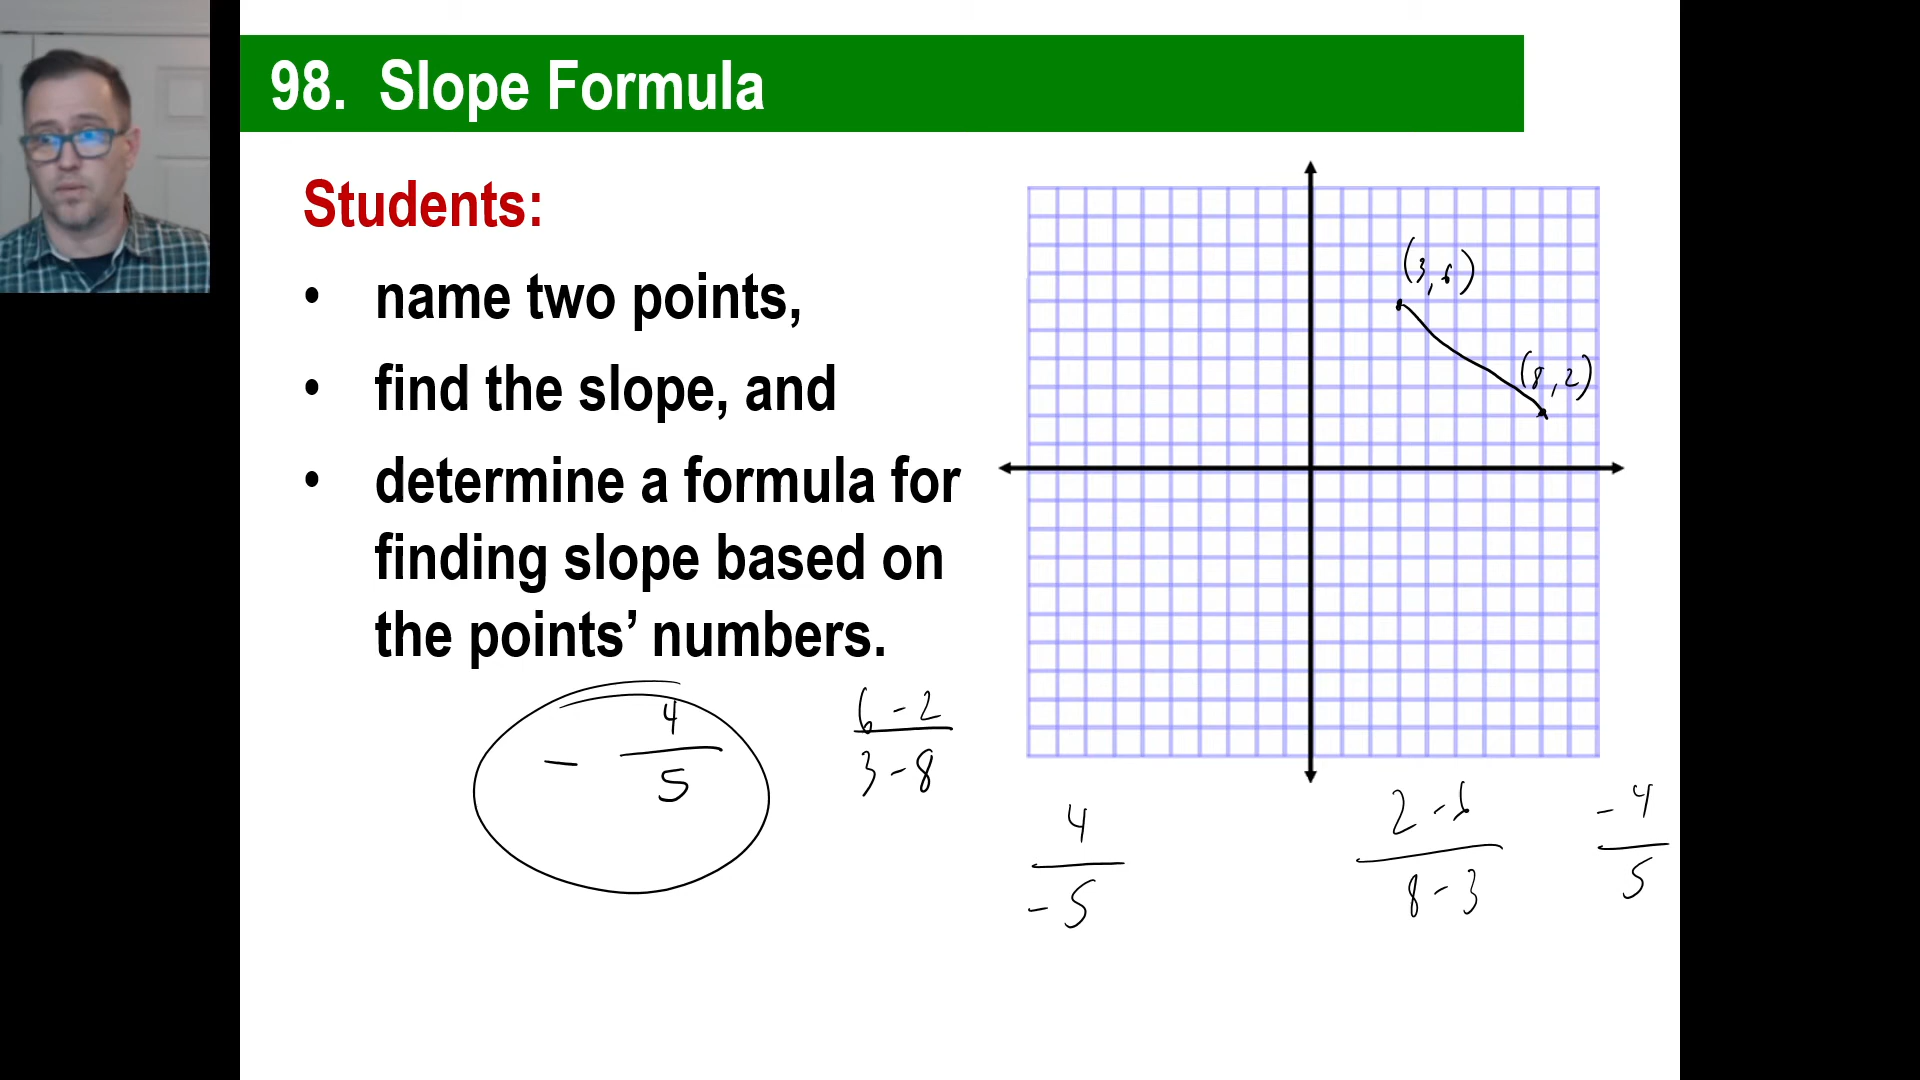 98. Slope Formula
Students:
• name two points,
• find the slope, and
• determine a formula for
finding slope based on
the points’ numbers.
(3, 6)
(8, 2)
- 4
5
6 - 2
3 - 8
4
- 5
2 - 6
8 - 3
- 4
5